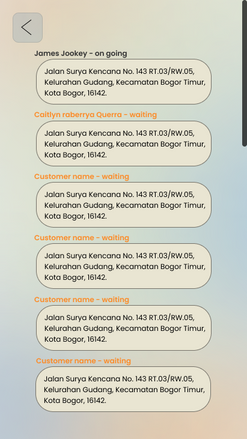 James Jookey - on going
Jalan Surya Kencana No. 143 RT.03/RW.05,
Kelurahan Gudang, Kecamatan Bogor Timur,
Kota Bogor, 16142.
Caitlyn raberrya Querra - waiting
Jalan Surya Kencana No. 143 RT.03/RW.05,
Kelurahan Gudang, Kecamatan Bogor Timur,
Kota Bogor, 16142.
Customer name - waiting
Jalan Surya Kencana No. 143 RT.03/RW.05,
Kelurahan Gudang, Kecamatan Bogor Timur,
Kota Bogor, 16142.
Customer name - waiting
Jalan Surya Kencana No. 143 RT.03/RW.05,
Kelurahan Gudang, Kecamatan Bogor Timur,
Kota Bogor, 16142.
Customer name - waiting
Jalan Surya Kencana No. 143 RT.03/RW.05,
Kelurahan Gudang, Kecamatan Bogor Timur,
Kota Bogor, 16142.
Customer name - waiting
Jalan Surya Kencana No. 143 RT.03/RW.05,
Kelurahan Gudang, Kecamatan Bogor Timur,
Kota Bogor, 16142.